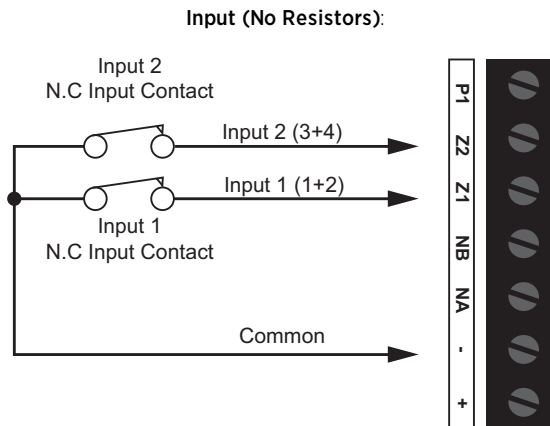 Input (No Resistors):
Input 2
N.C Input Contact
Input 2 (3+4)
Input 1 (1+2)
Input 1
N.C Input Contact
Common
P1
Z2
Z1
NB
NA
-
+